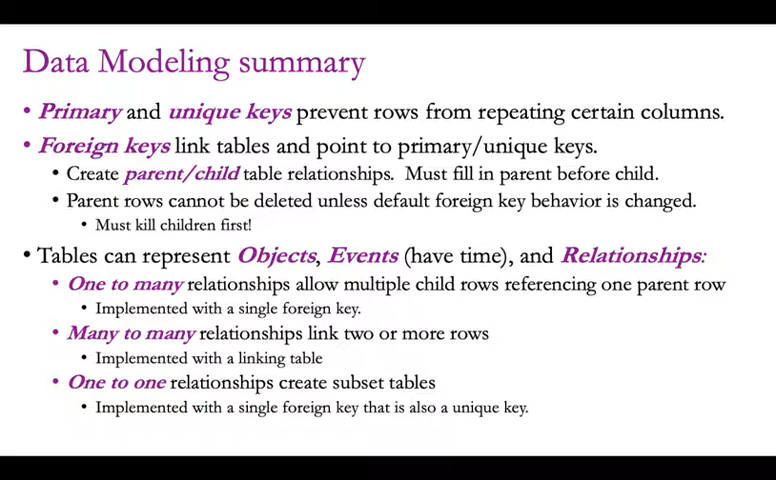 Data Modeling summary
• Primary and unique keys prevent rows from repeating certain columns.
• Foreign keys link tables and point to primary/unique keys.
• Create parent/child table relationships. Must fill in parent before child.
• Parent rows cannot be deleted unless default foreign key behavior is changed.
• Must kill children first!
• Tables can represent Objects, Events (have time), and Relationships:
• One to many relationships allow multiple child rows referencing one parent row
• Implemented with a single foreign key.
• Many to many relationships link two or more rows
• Implemented with a linking table
• One to one relationships create subset tables
• Implemented with a single foreign key that is also a unique key.